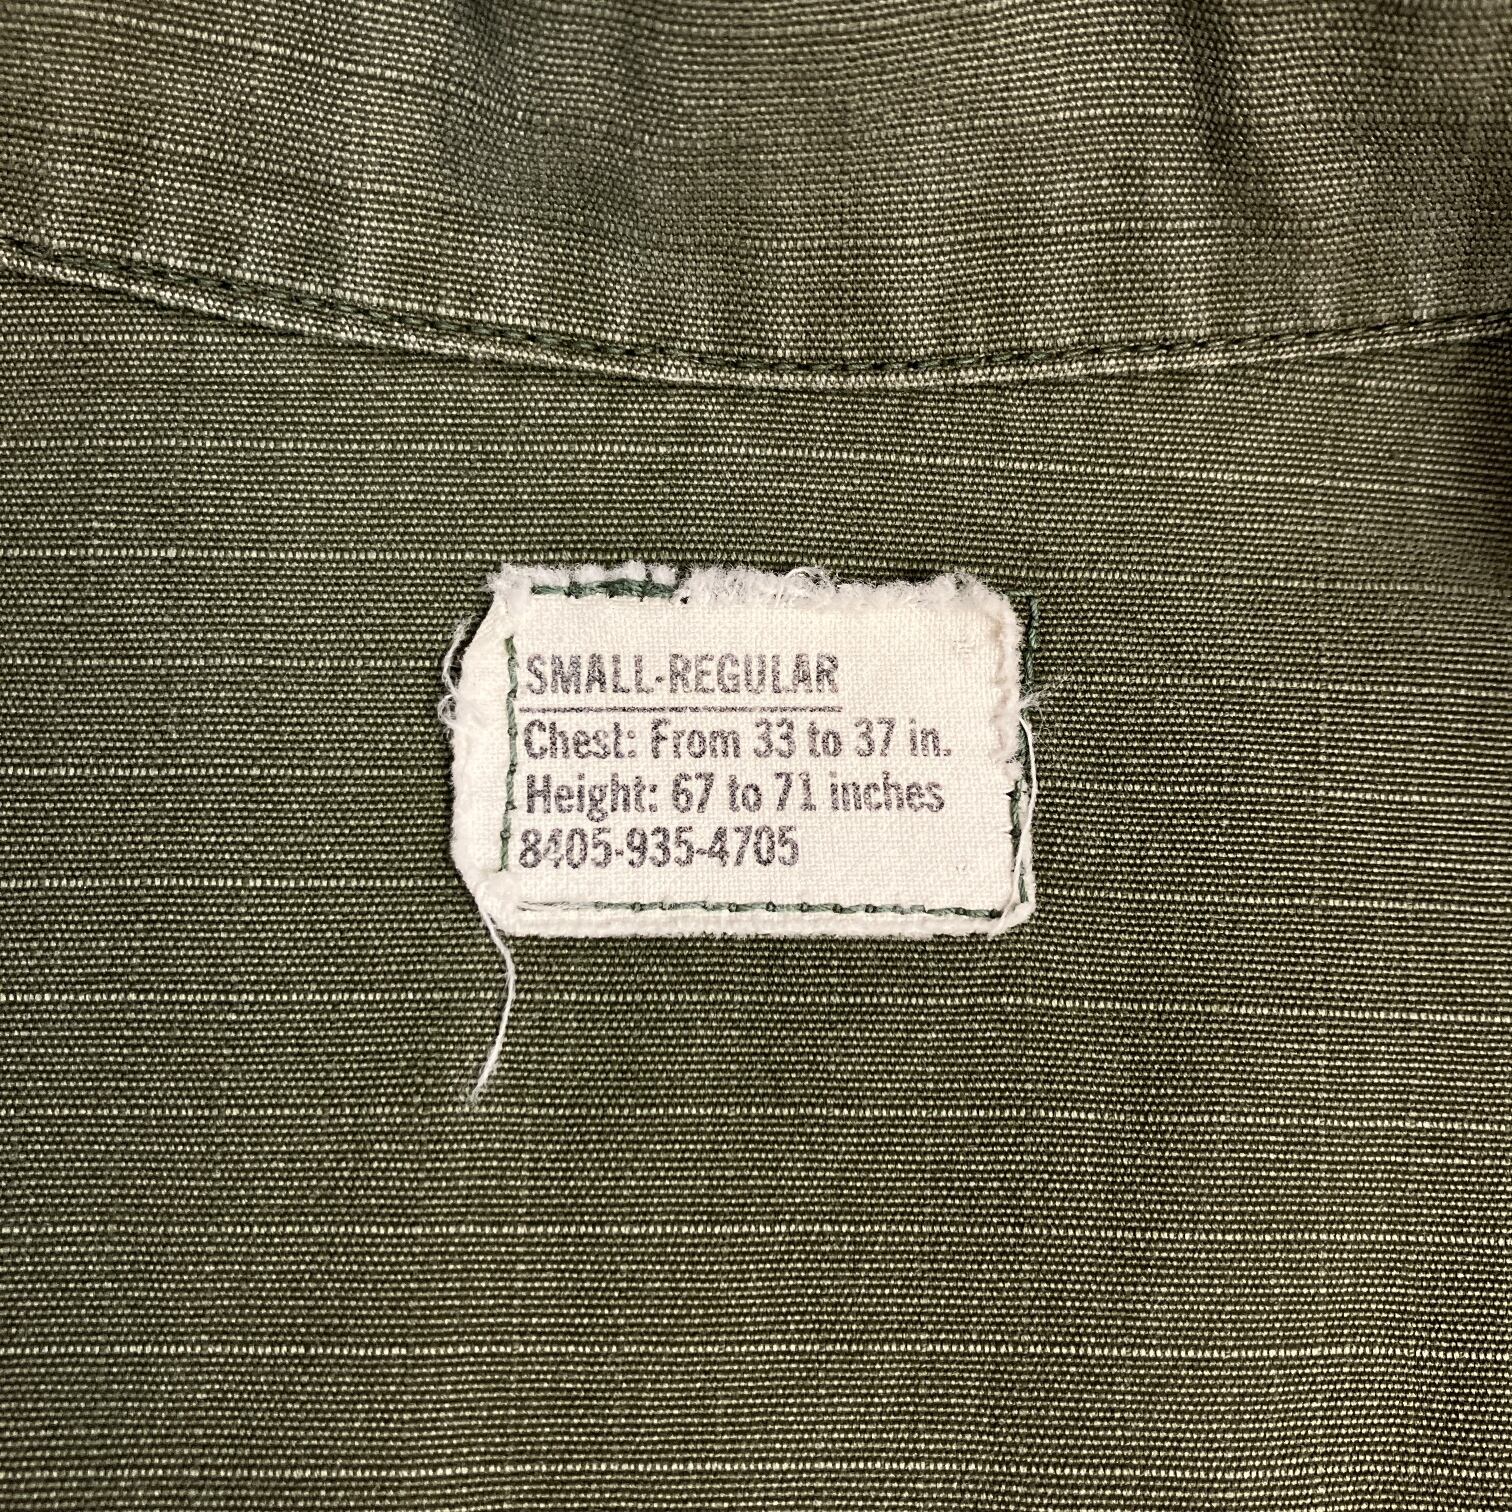 SMALL-REGULAR
Chest: From 33 to 37 in.
Height: 67 to 71 inches
8405-935-4705